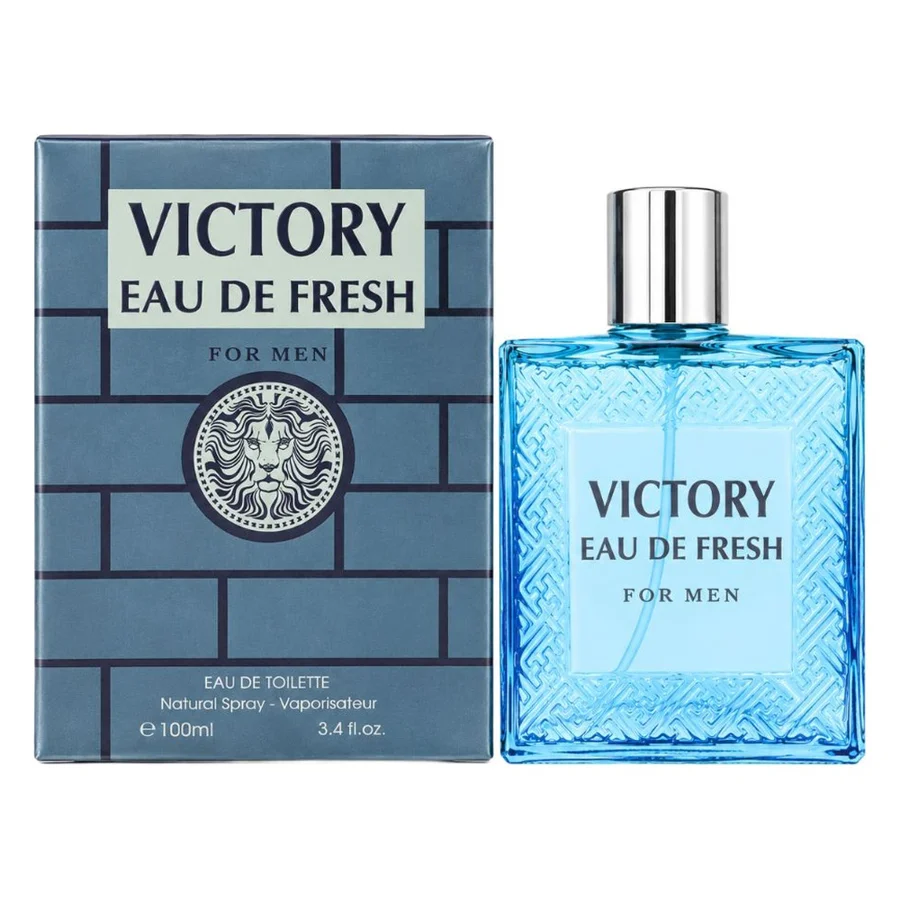 VICTORY
EAU DE FRESH
FOR MEN
EAU DE TOILETTE
Natural Spray - Vaporisateur
℮ 100ml 3.4 fl.oz.
VICTORY
EAU DE FRESH
FOR MEN